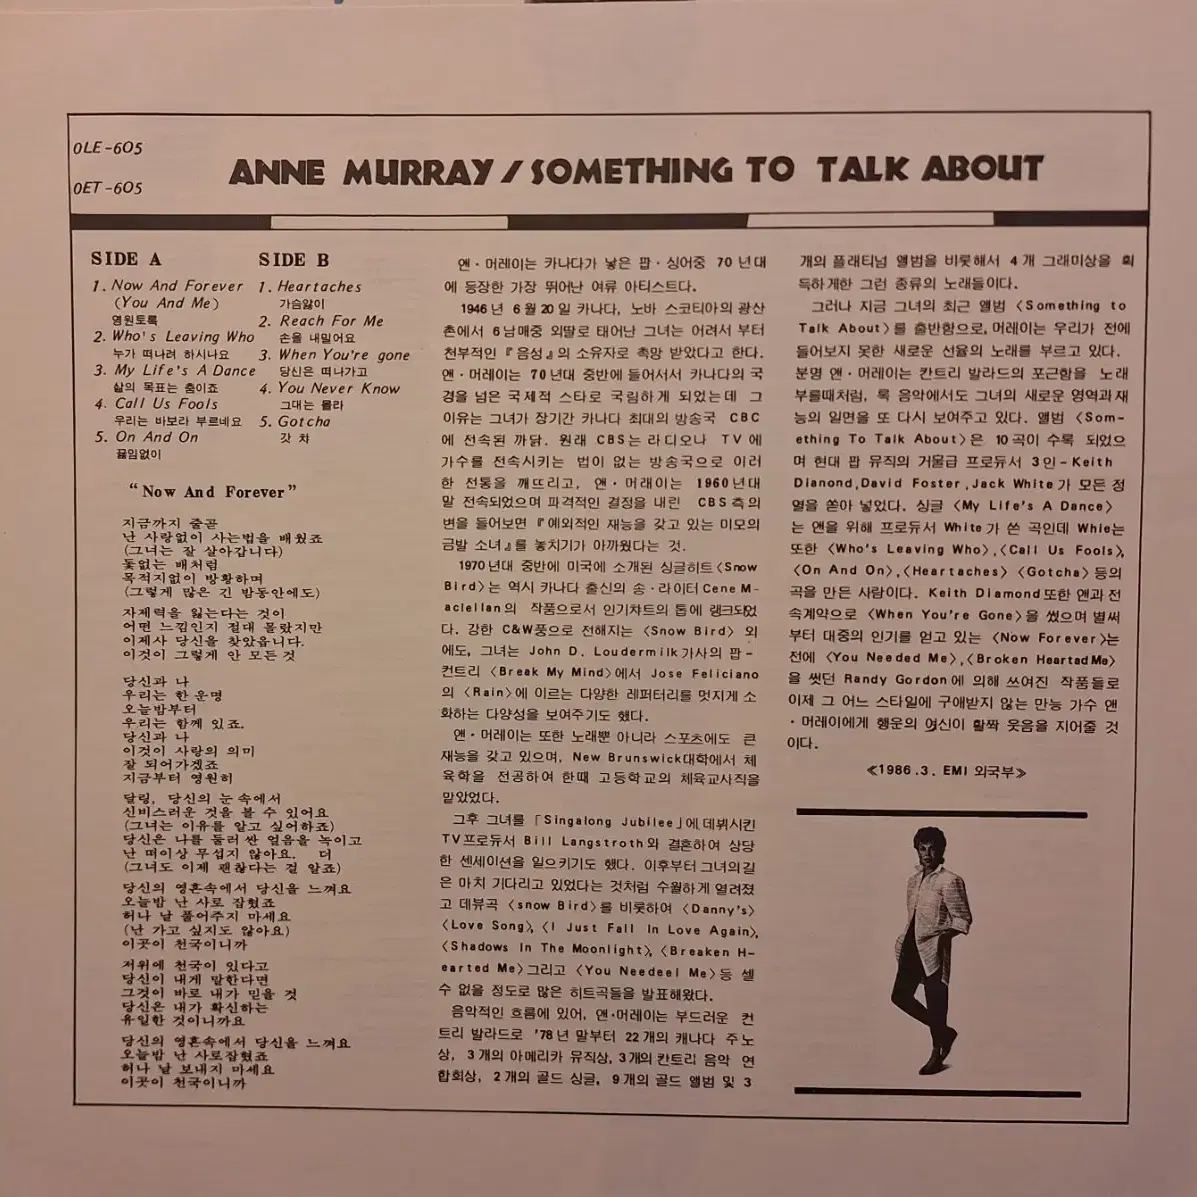 OLE-605
OET-605
ANNE MURRAY / SOMETHING TO TALK ABOUT
SIDE A
1. Now And Forever
(You And Me)
영원토록
2. Who's Leaving Who
누가 떠나려 하시나요
3. My Life's A Dance
삶의 목표는 춤이죠
4. Call Us Fools
우리는 바보라 부르네요
5. On And On
끊임없이
SIDE B
1. Heartaches
가슴앓이
2. Reach For Me
손을 내밀어요
3. When You're gone
당신은 떠나가고
4. You Never Know
그대는 몰라
5. Gotcha
갓 챠
"Now And Forever"
지금까지 줄곧
난 사랑없이 사는법을 배웠죠
(그녀는 잘 살아갑니다)
돛없는 배처럼
목적지없이 방황하며
(그렇게 많은 긴 밤동안에도)
자제력을 잃는다는 것이
어떤 느낌인지 절대 몰랐지만
이제사 당신을 찾았읍니다.
이것이 그렇게 안 모든것
당신과 나
우리는 한 운명
오늘밤부터
우리는 함께 있죠.
당신과 나
이것이 사랑의 의미
잘 되어가겠죠
지금부터 영원히
달링, 당신의 눈 속에서
신비스러운 것을 볼 수 있어요
(그녀는 이유를 알고 싶어하죠)
당신은 나를 둘러싼 얼음을 녹이고
난 떠이상 무섭지 않아요. 더
(그녀도 이제 괜찮다는 걸 알죠)
당신의 영혼속에서 당신을 느껴요
오늘밤 난 사로 잡혔죠
허나 날 풀어주지 마세요
(난 가고 싶지도 않아요)
이곳이 천국이니까
저위에 천국이 있다고
당신이 내게 말한다면
그것이 바로 내가 믿을 것
당신은 내가 확신하는
유일한 것이니까요
당신의 영혼속에서 당신을 느껴요
오늘밤 난 사로잡혔죠
허나 날 보내지 마세요
이곳이 천국이니까
앤·머레이는 카나다가 낳은 팝·싱어중 70년대
에 등장한 가장 뛰어난 여류 아티스트다.
1946년 6월 20일 카나다, 노바 스코티아의 광산
촌에서 6남매중 외딸로 태어난 그녀는 어려서 부터
천부적인 『음성』의 소유자로 촉망 받았다고 한다.
앤·머레이는 70년대 중반에 들어서서 카나다의 국
경을 넘은 국제적 스타로 군림하게 되었는데 그
이유는 그녀가 장기간 카나다 최대의 방송국 CBC
에 전속된 까닭. 원래 CBS는 라디오나 TV에
가수를 전속시키는 법이 없는 방송국으로 이러
한 전통을 깨뜨리고, 앤·머래이는 1960년대
말 전속되었으며 파격적인 결정을 내린 CBS측의
변을 들어보면 『예외적인 재능을 갖고 있는 미모의
금발 소녀』를 놓치기가 아까웠다는 것.
1970년대 중반에 미국에 소개된 싱글히트 〈Snow
Bird〉는 역시 카나다 출신의 송·라이터 Cene M-
aclellan의 작품으로서 인기챠트의 톱에 랭크되었
다. 강한 C&W풍으로 전해지는 〈Snow Bird〉 외
에도, 그녀는 John D. Loudermilk가사의 팝-
컨트리 〈Break My Mind〉에서 Jose Feliciano
의 〈Rain〉에 이르는 다양한 레퍼터리를 멋지게 소
화하는 다양성을 보여주기도 했다.
앤·머레이는 또한 노래뿐 아니라 스포츠에도 큰
재능을 갖고 있으며, New Brunswick대학에서 체
육학을 전공하여 한때 고등학교의 체육교사직을
맡았었다.
그후 그녀를 「Singalong Jubilee」에 데뷔시킨
TV프로듀서 Bill Langstroth와 결혼하여 상당
한 센세이션을 일으키기도 했다. 이후부터 그녀의길
은 마치 기다리고 있었다는 것처럼 수월하게 열려졌
고 데뷔곡 〈snow Bird〉를 비롯하여 〈Danny's〉
〈Love Song〉, 〈I Just Fall In Love Again〉,
〈Shadows In The Moonlight〉, 〈Breaken H-
earted Me〉그리고 〈You Needeel Me〉등 셀
수 없을 정도로 많은 히트곡들을 발표해왔다.
음악적인 흐름에 있어, 앤·머레이는 부드러운 컨
트리 발라드로 '78년 말부터 22개의 캐나다 주노
상, 3개의 아메리카 뮤직상, 3개의 칸트리 음악 연
합회상, 2개의 골드 싱글, 9개의 골드 앨범 및 3
개의 플래티넘 앨범을 비롯해서 4개 그래미상을 획
득하게한 그런 종류의 노래들이다.
그러나 지금 그녀의 최근 앨범 〈Something to
Talk About〉를 출반함으로, 머레이는 우리가 전에
들어보지 못한 새로운 선율의 노래를 부르고 있다.
분명 앤·머레이는 칸트리 발라드의 포근함을 노래
부를때처럼, 록 음악에서도 그녀의 새로운 영역과 재
능의 일면을 또 다시 보여주고 있다. 앨범 〈Som-
ething To Talk About〉은 10곡이 수록 되었으
며 현대 팝 뮤직의 거물급 프로듀서 3인-Keith
Dianond, David Foster, Jack White가 모든 정
열을 쏟아 넣었다. 싱글 〈My Life's A Dance〉
는 앤을 위해 프로듀서 White가 쓴 곡인데 Whie는
또한 〈Who's Leaving Who〉, 〈Call Us Fools〉,
〈On And On〉, 〈Heartaches〉 〈Gotcha〉 등의
곡을 만든 사람이다. Keith Diamond또한 앤과 전
속계약으로 〈When You're Gone〉을 썼으며 벌써
부터 대중의 인기를 얻고 있는 〈Now Forever〉는
전에 〈You Needed Me〉, 〈Broken HeartadMe〉
을 썼던 Randy Gordon에 의해 쓰여진 작품들로
이제 그 어느 스타일에 구애받지 않는 만능 가수 앤
·머레이에게 행운의 여신이 활짝 웃음을 지어줄 것
이다.
≪1986.3. EMI 외국부≫